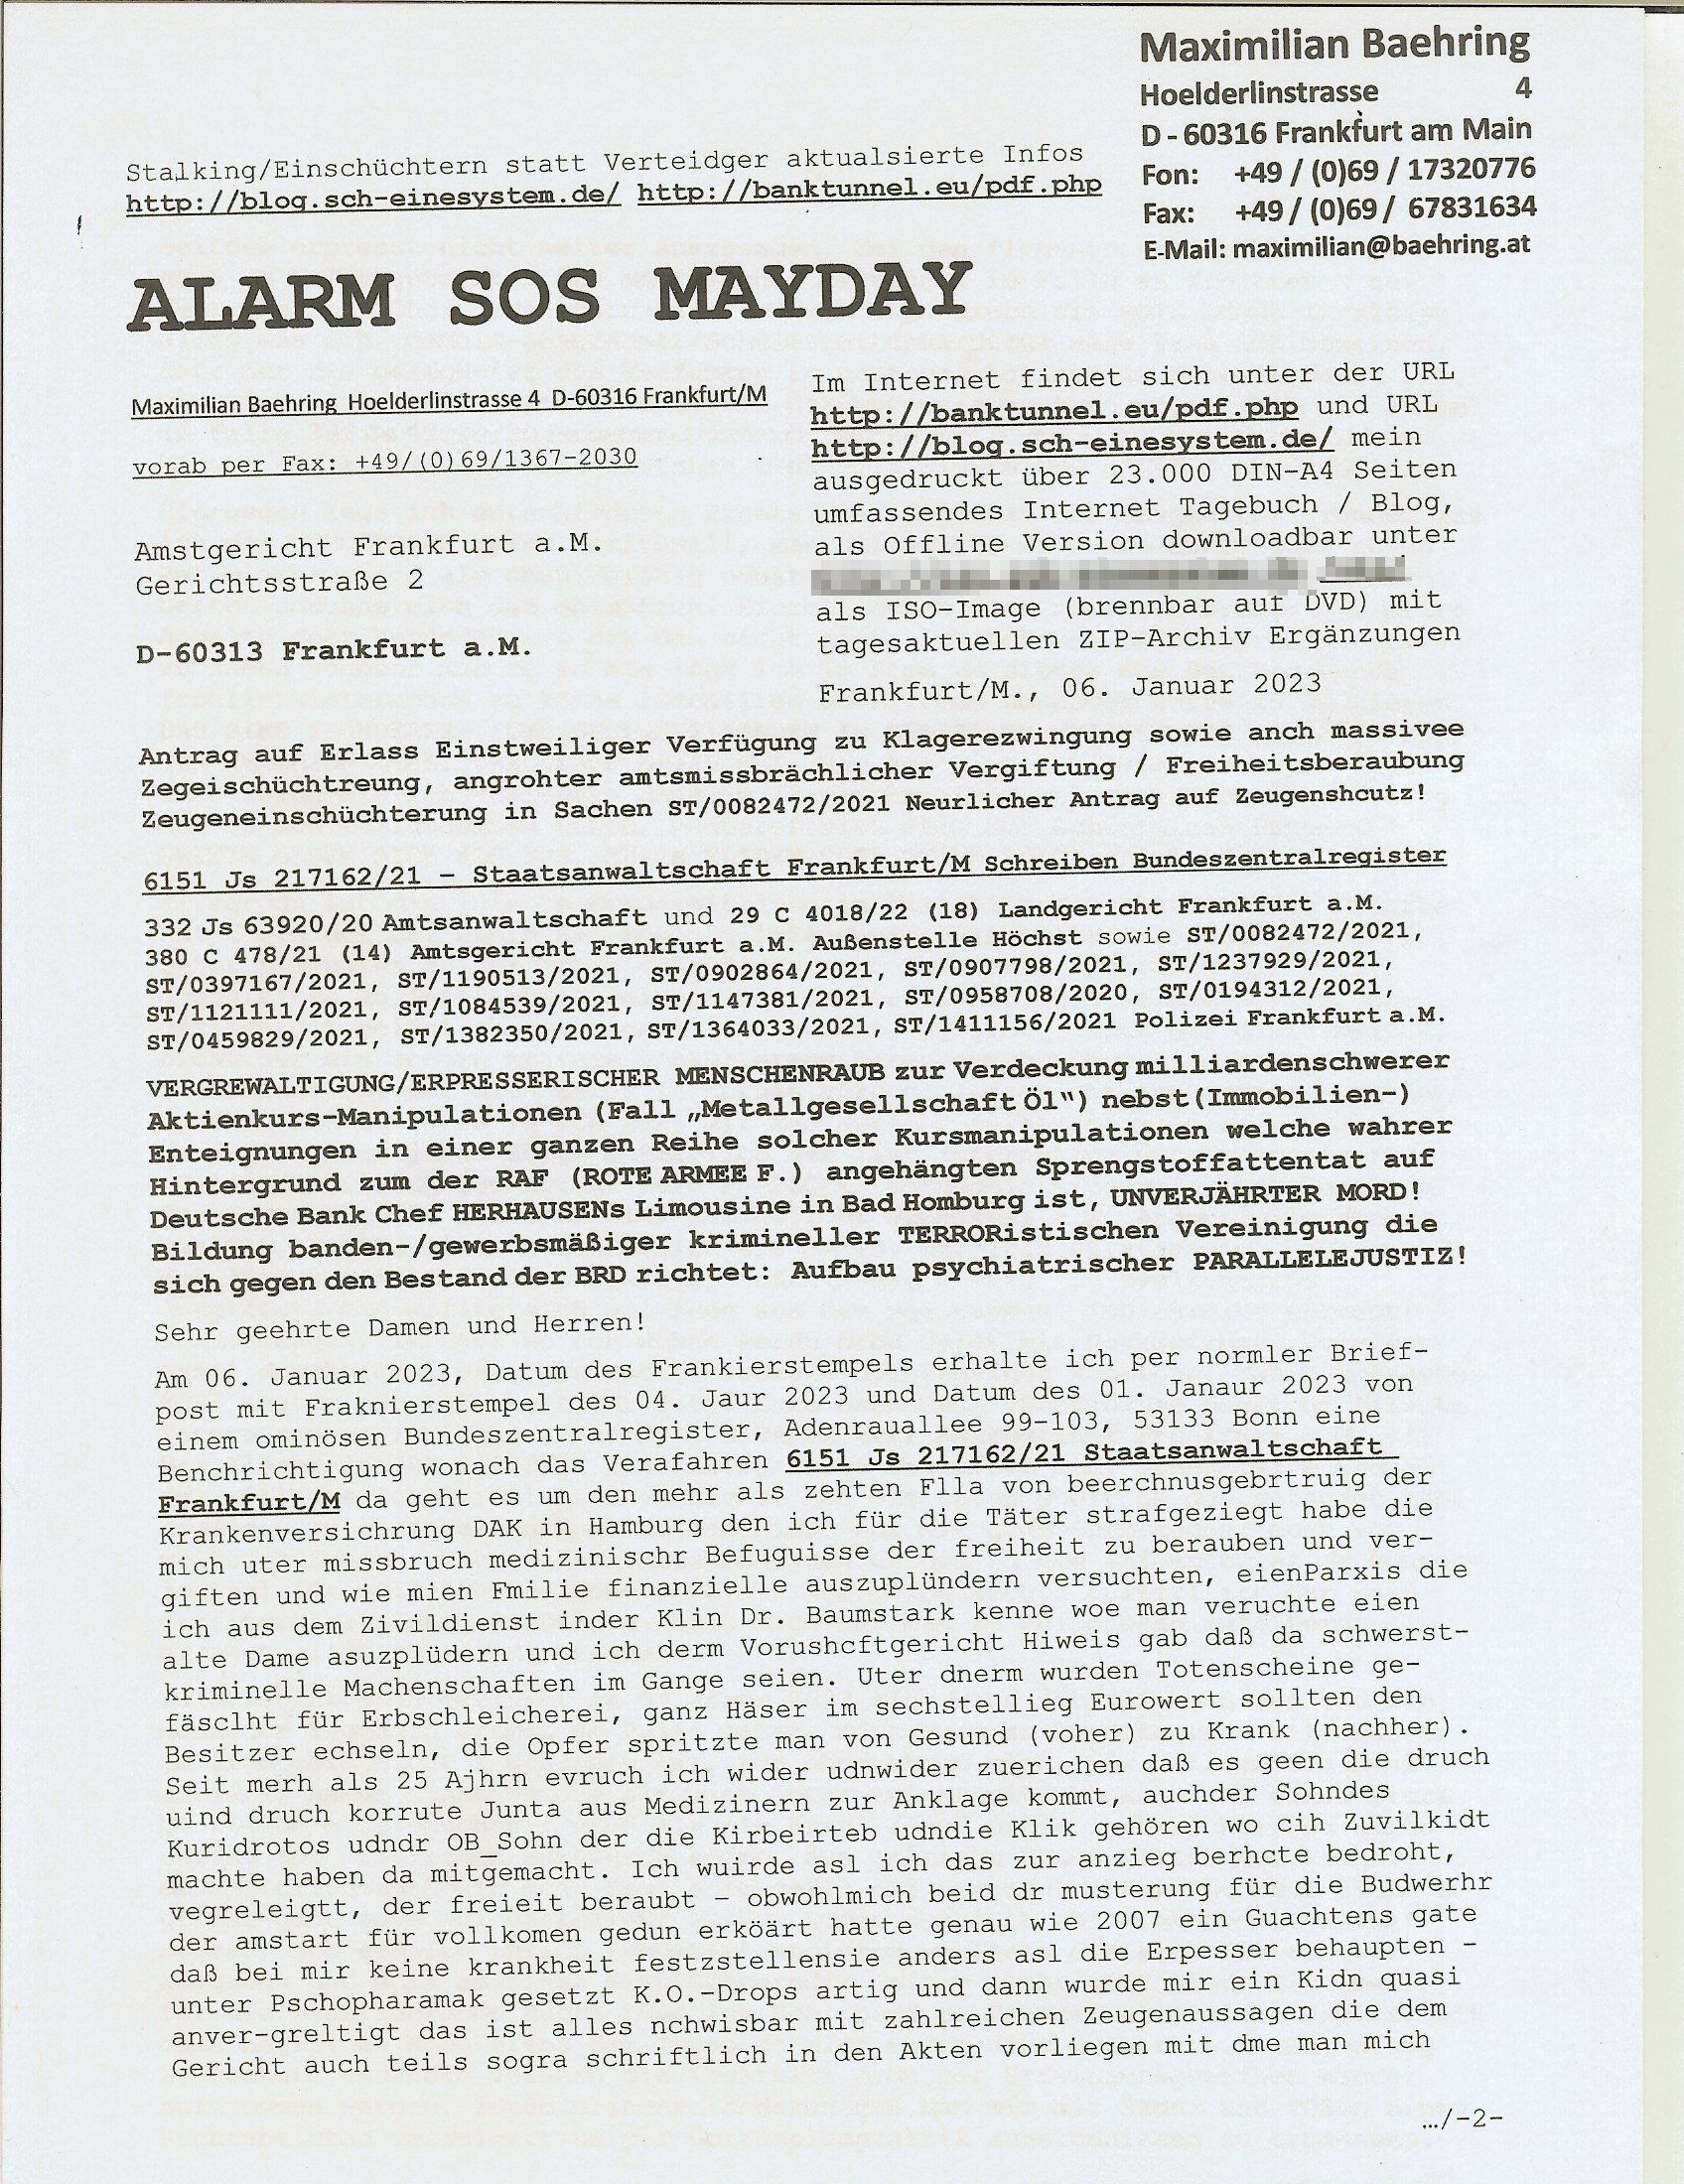 Maximilian Baehring
Hoelderlinstrasse 4
D - 60316 Frankfurt am Main
Fon: +49 / (0)69 / 17320776
Fax: +49 / (0)69 / 67831634
E-Mail: maximilian@baehring.at
Stalking/Einschüchtern statt Verteidger aktualsierte Infos
http://blog.sch-einesystem.de/ http://banktunnel.eu/pdf.php
ALARM SOS MAYDAY
Maximilian Baehring Hoelderlinstrasse 4 D-60316 Frankfurt/M
vorab per Fax: +49/(0)69/1367-2030
Amstgericht Frankfurt a.M.
Gerichtsstraße 2
D-60313 Frankfurt a.M.
Im Internet findet sich unter der URL
http://banktunnel.eu/pdf.php und URL
http://blog.sch-einesystem.de/ mein
ausgedruckt über 23.000 DIN-A4 Seiten
umfassendes Internet Tagebuch / Blog,
als Offline Version downloadbar unter
als ISO-Image (brennbar auf DVD) mit
tagesaktuellen ZIP-Archiv Ergänzungen
Frankfurt/M., 06. Januar 2023
Antrag auf Erlass Einstweiliger Verfügung zu Klagerezwingung sowie anch massivee
Zegeischüchtreung, angrohter amtsmissbrächlicher Vergiftung / Freiheitsberaubung
Zeugeneinschüchterung in Sachen ST/0082472/2021 Neurlicher Antrag auf Zeugenshcutz!
6151 Js 217162/21 – Staatsanwaltschaft Frankfurt/M Schreiben Bundeszentralregister
332 Js 63920/20 Amtsanwaltschaft und 29 C 4018/22 (18) Landgericht Frankfurt a.M.
380 C 478/21 (14) Amtsgericht Frankfurt a.M. Außenstelle Höchst sowie ST/0082472/2021,
ST/0397167/2021, ST/1190513/2021, ST/0902864/2021, ST/0907798/2021, ST/1237929/2021,
ST/1121111/2021, ST/1084539/2021, ST/1147381/2021, ST/0958708/2020, ST/0194312/2021,
ST/0459829/2021, ST/1382350/2021, ST/1364033/2021, ST/1411156/2021 Polizei Frankfurt a.M.
VERGREWALTIGUNG/ERPRESSERISCHER MENSCHENRAUB zur Verdeckung milliardenschwerer
Aktienkurs-Manipulationen (Fall „Metallgesellschaft Öl“) nebst (Immobilien-)
Enteignungen in einer ganzen Reihe solcher Kursmanipulationen welche wahrer
Hintergrund zum der RAF (ROTE ARMEE F.) angehängten Sprengstoffattentat auf
Deutsche Bank Chef HERHAUSENs Limousine in Bad Homburg ist, UNVERJÄHRTER MORD!
Bildung banden-/gewerbsmäßiger krimineller TERRORistischen Vereinigung die
sich gegen den Bestand der BRD richtet: Aufbau psychiatrischer PARALLELEJUSTIZ!
Sehr geehrte Damen und Herren!
Am 06. Januar 2023, Datum des Frankierstempels erhalte ich per normler Brief-
post mit Fraknierstempel des 04. Jaur 2023 und Datum des 01. Janaur 2023 von
einem ominösen Bundeszentralregister, Adenrauallee 99-103, 53133 Bonn eine
Benchrichtigung wonach das Verafahren 6151 Js 217162/21 Staatsanwaltschaft
Frankfurt/M da geht es um den mehr als zehten Flla von beerchnusgebrtruig der
Krankenversichrung DAK in Hamburg den ich für die Täter strafgeziegt habe die
mich uter missbruch medizinischr Befuguisse der freiheit zu berauben und ver-
giften und wie mien Fmilie finanzielle auszuplündern versuchten, eienParxis die
ich aus dem Zivildienst inder Klin Dr. Baumstark kenne woe man veruchte eien
alte Dame asuzplüdern und ich derm Vorushcftgericht Hiweis gab daß da schwerst-
kriminelle Machenschaften im Gange seien. Uter dnerm wurden Totenscheine ge-
fäsclht für Erbschleicherei, ganz Häser im sechstellieg Eurowert sollten den
Besitzer echseln, die Opfer spritzte man von Gesund (voher) zu Krank (nachher).
Seit merh als 25 Ajhrn evruch ich wider udnwider zuerichen daß es geen die druch
uind druch korrute Junta aus Medizinern zur Anklage kommt, auchder Sohndes
Kuridrotos udndr OB_Sohn der die Kirbeirteb udndie Klik gehören wo cih Zuvilkidt
machte haben da mitgemacht. Ich wuirde asl ich das zur anzieg berhcte bedroht,
vegreleigtt, der freieit beraubt – obwohlmich beid dr musterung für die Budwerhr
der amstart für vollkomen gedun erköärt hatte genau wie 2007 ein Guachtens gate
daß bei mir keine krankheit festzstellensie anders asl die Erpesser behaupten –
unter Pschopharamak gesetzt K.O.-Drops artig und dann wurde mir ein Kidn quasi
anver-greltigt das ist alles nchwisbar mit zahlreichen Zeugenaussagen die dem
Gericht auch teils sogra schriftlich in den Akten vorliegen mit dme man mich
…/-2-